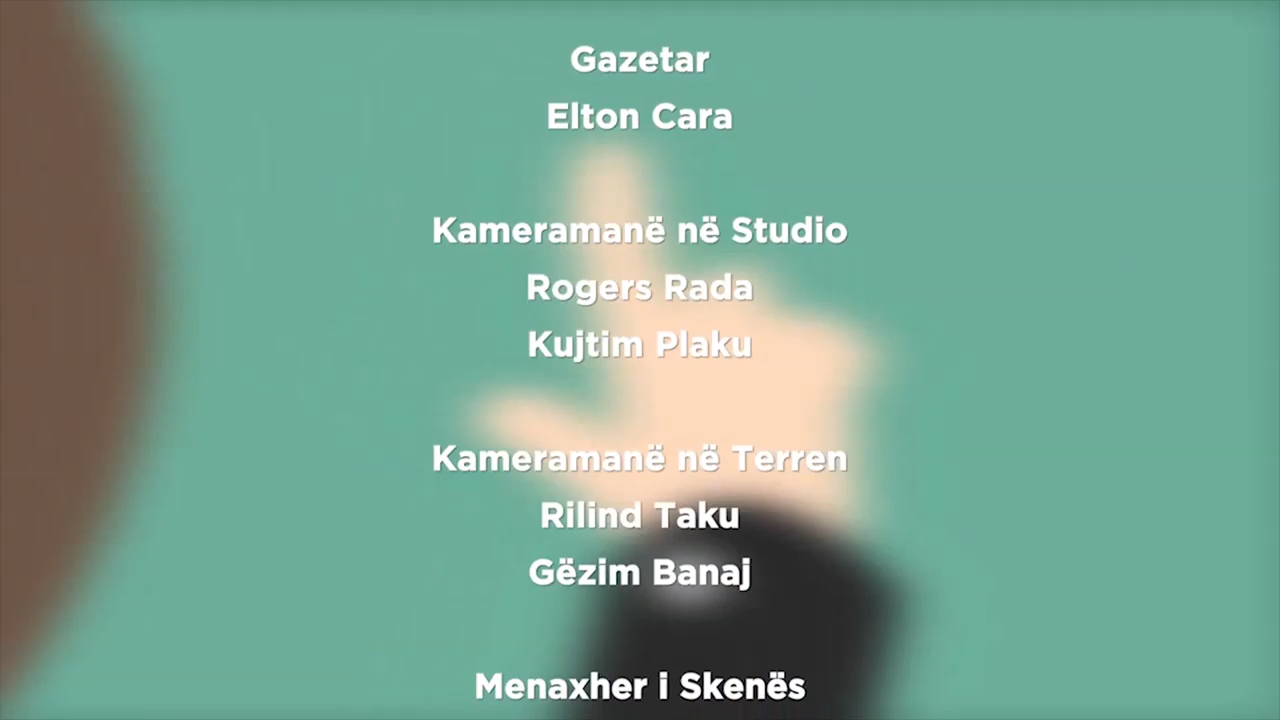 Gazetar
Elton Cara
Kameramanë në Studio
Rogers Rada
Kujtim Plaku
Kameramanë në Terren
Rilind Taku
Gëzim Banaj
Menaxher i Skenës